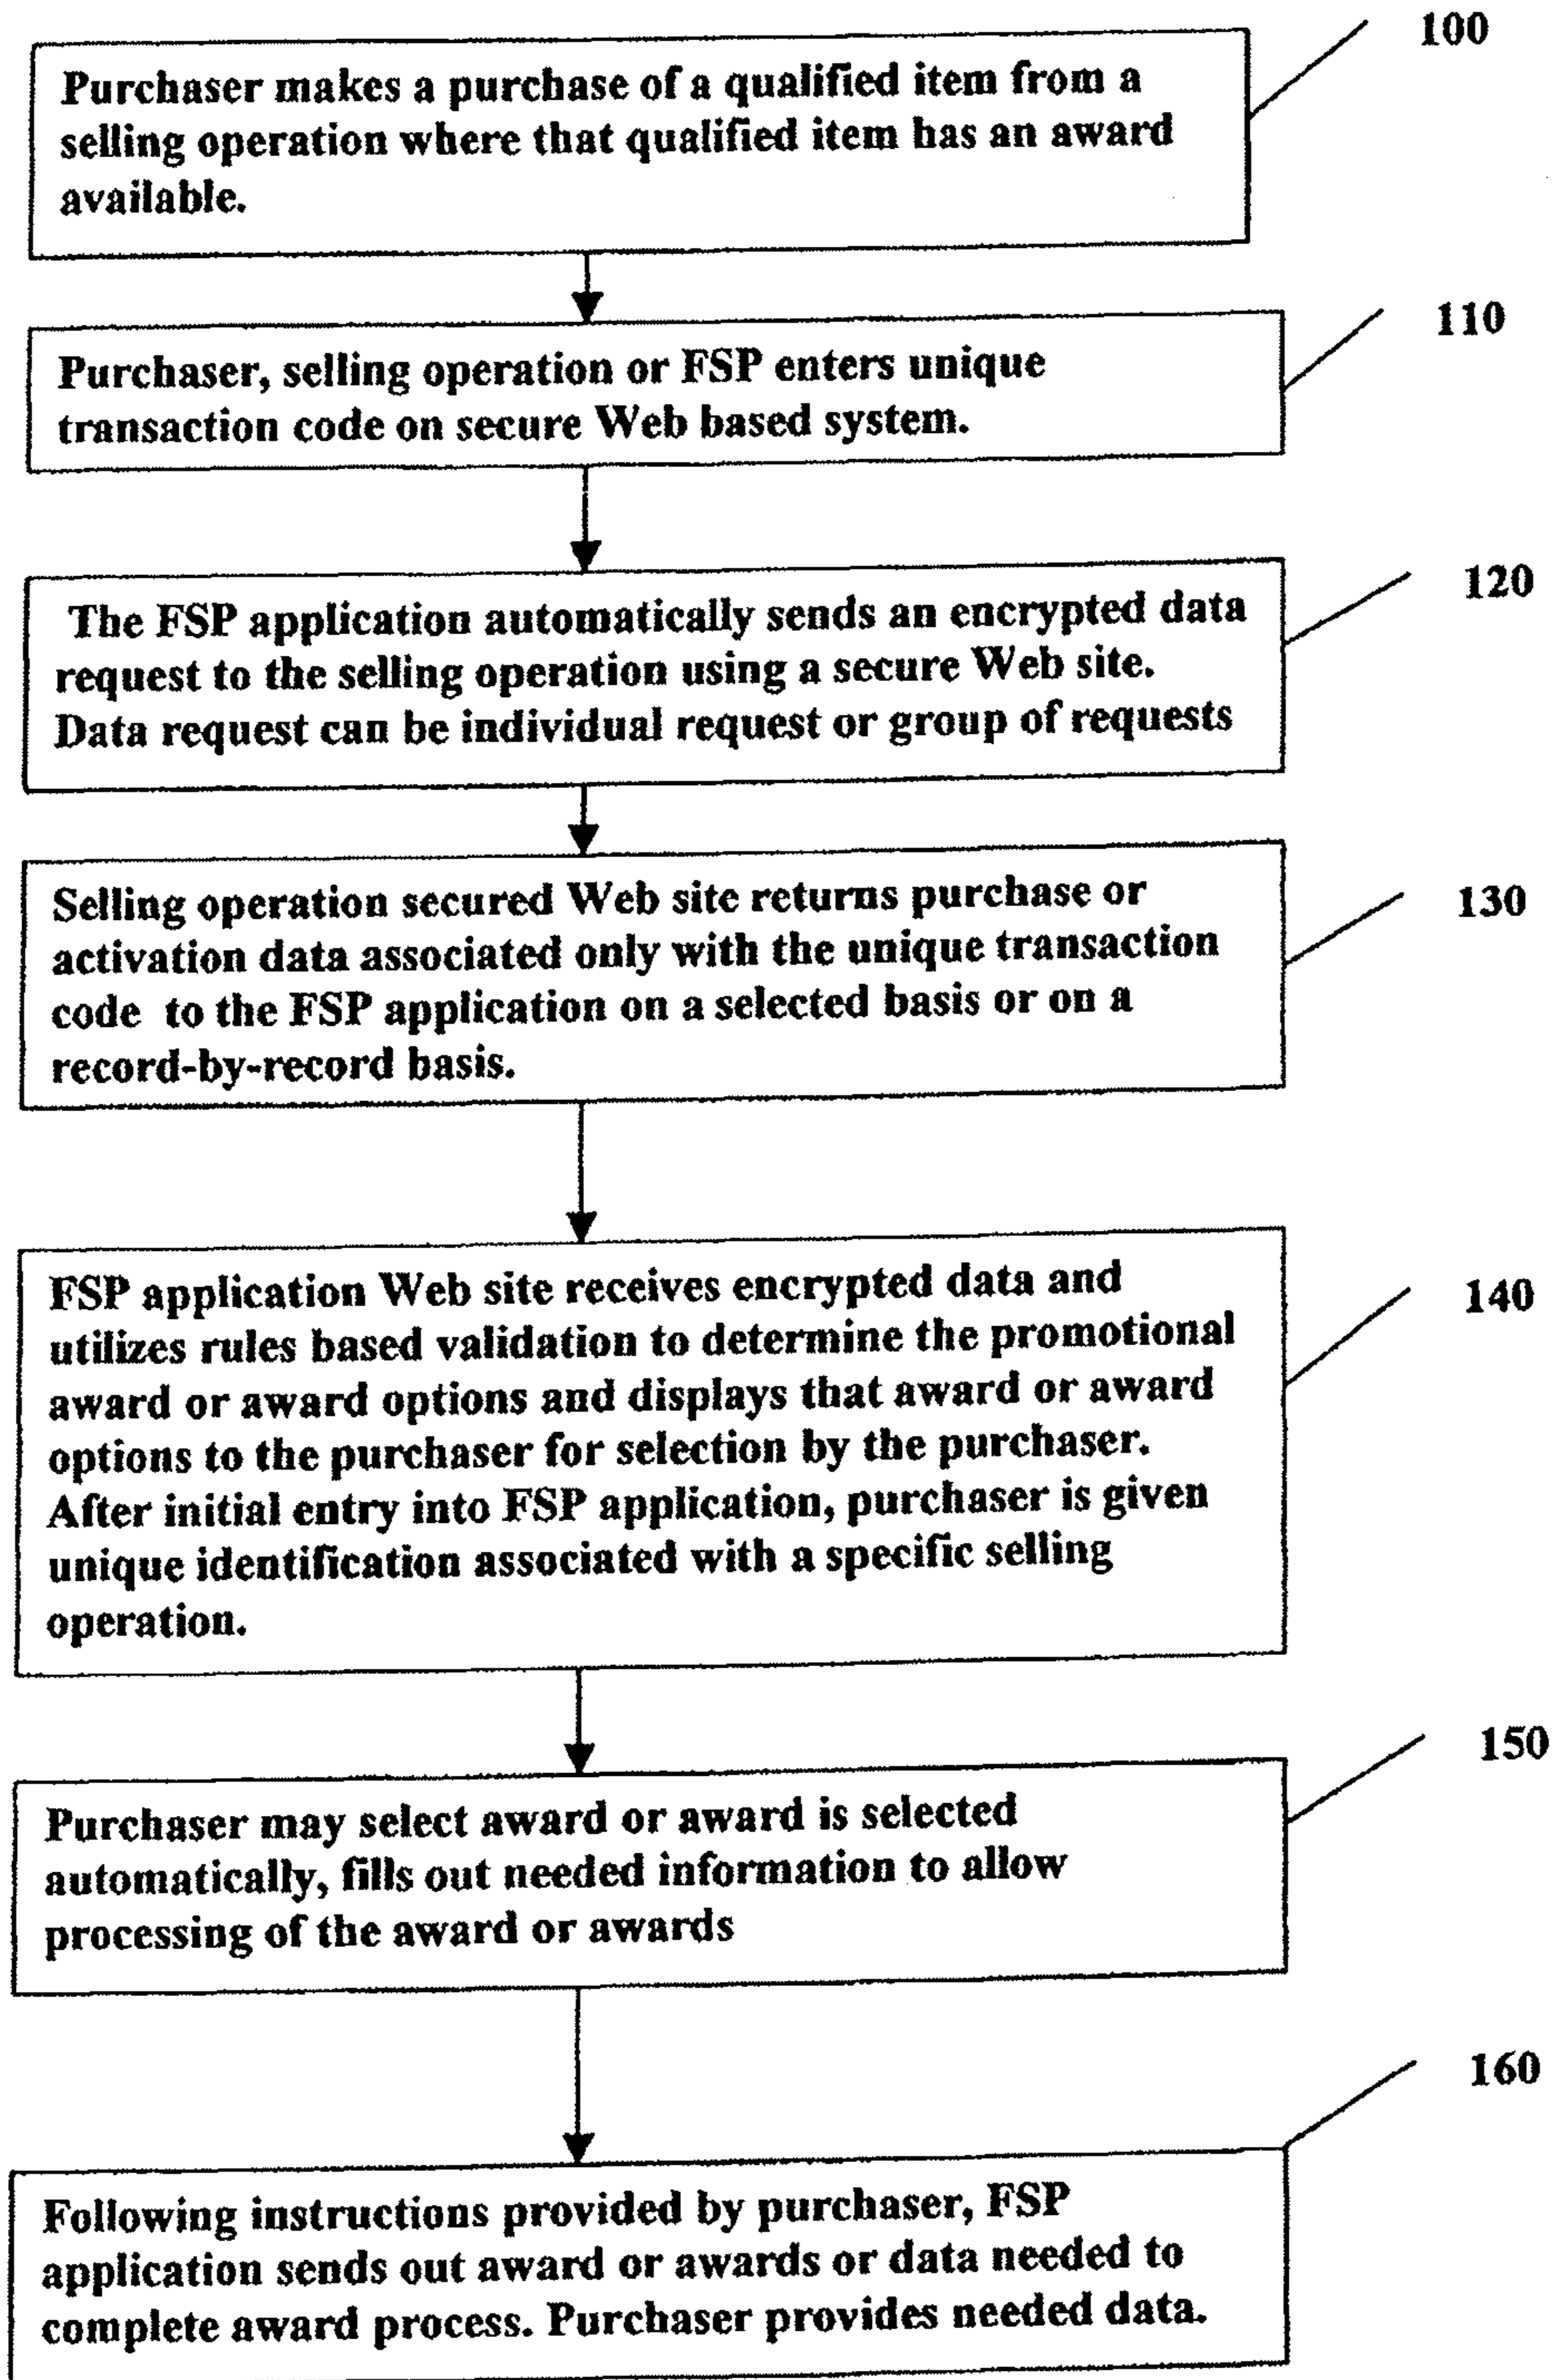 100
Purchaser makes a purchase of a qualified item from a
selling operation where that qualified item has an award
available.
110
Purchaser, selling operation or FSP enters unique
transaction code on secure Web based system.
120
The FSP application automatically sends an encrypted data
request to the selling operation using a secure Web site.
Data request can be individual request or group of requests
130
Selling operation secured Web site returns purchase or
activation data associated only with the unique transaction
code to the FSP application on a selected basis or on a
record-by-record basis.
140
FSP application Web site receives encrypted data and
utilizes rules based validation to determine the promotional
award or award options and displays that award or award
options to the purchaser for selection by the purchaser.
After initial entry into FSP application, purchaser is given
unique identification associated with a specific selling
operation.
150
Purchaser may select award or award is selected
automatically, fills out needed information to allow
processing of the award or awards
160
Following instructions provided by purchaser, FSP
application sends out award or awards or data needed to
complete award process. Purchaser provides needed data.